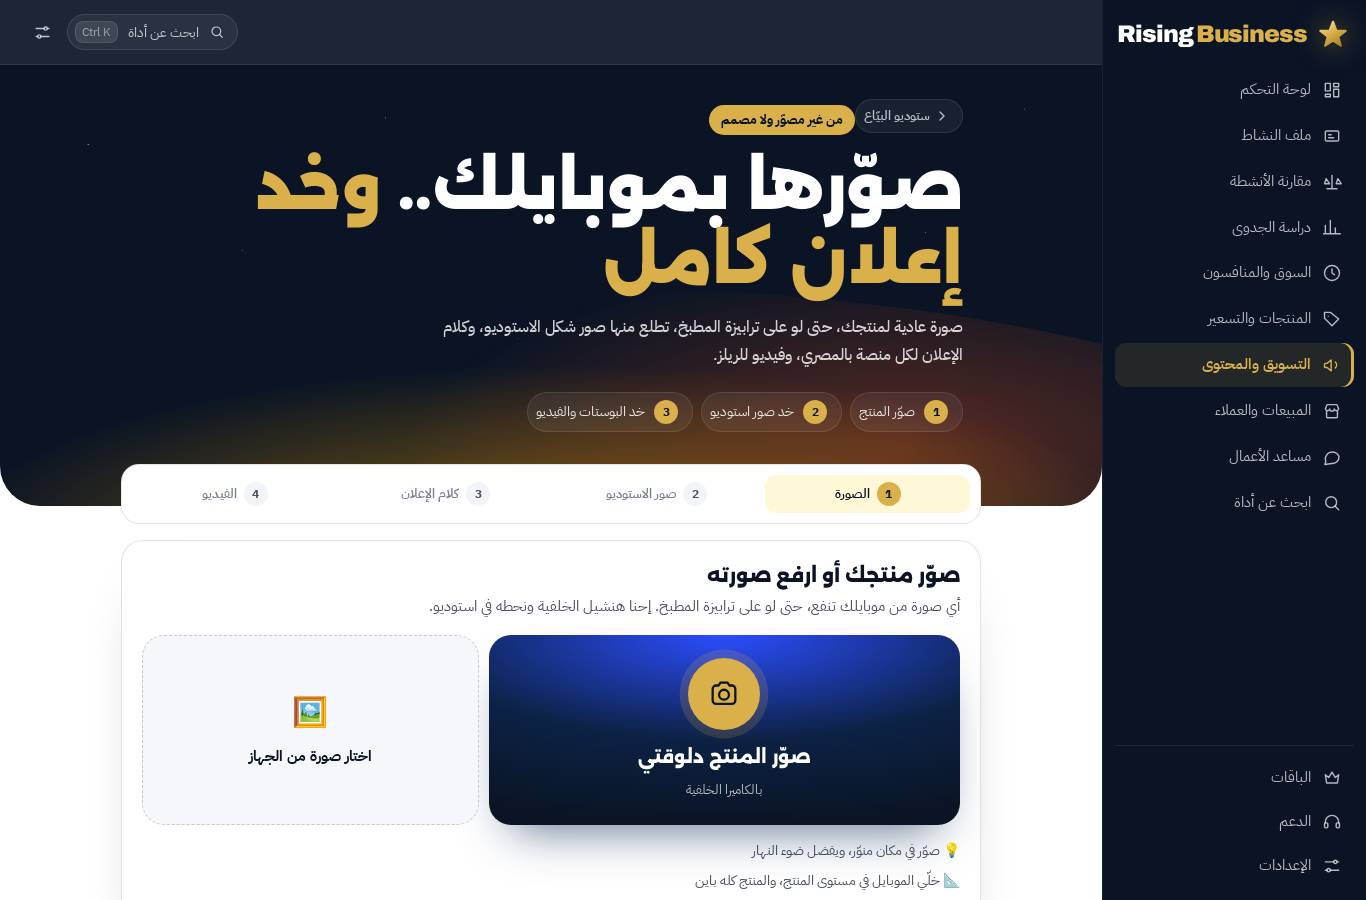 Rising Business
لوحة التحكم
ملف النشاط
مقارنة الأنشطة
دراسة الجدوى
السوق والمنافسون
المنتجات والتسعير
التسويق والمحتوى
المبيعات والعملاء
مساعد الأعمال
ابحث عن أداة
الباقات
الدعم
الإعدادات
ابحث عن أداة Ctrl K
ستوديو البيّاع
من غير مصوّر ولا مصمم
صوّرها بموبايلك.. وخد
إعلان كامل
صورة عادية لمنتجك، حتى لو على ترابيزة المطبخ، تطلع منها صور شكل الاستوديو، وكلام
الإعلان لكل منصة بالمصري، وفيديو للريلز.
1 صوّر المنتج
2 خد صور استوديو
3 خد البوستات والفيديو
1 الصورة
2 صور الاستوديو
3 كلام الإعلان
4 الفيديو
صوّر منتجك أو ارفع صورته
أي صورة من موبايلك تنفع، حتى لو على ترابيزة المطبخ. إحنا هنشيل الخلفية ونحطه في استوديو.
صوّر المنتج دلوقتي
بالكاميرا الخلفية
اختار صورة من الجهاز
💡 صوّر في مكان منوّر، ويفضل ضوء النهار
📐 خلّي الموبايل في مستوى المنتج، والمنتج كله باين